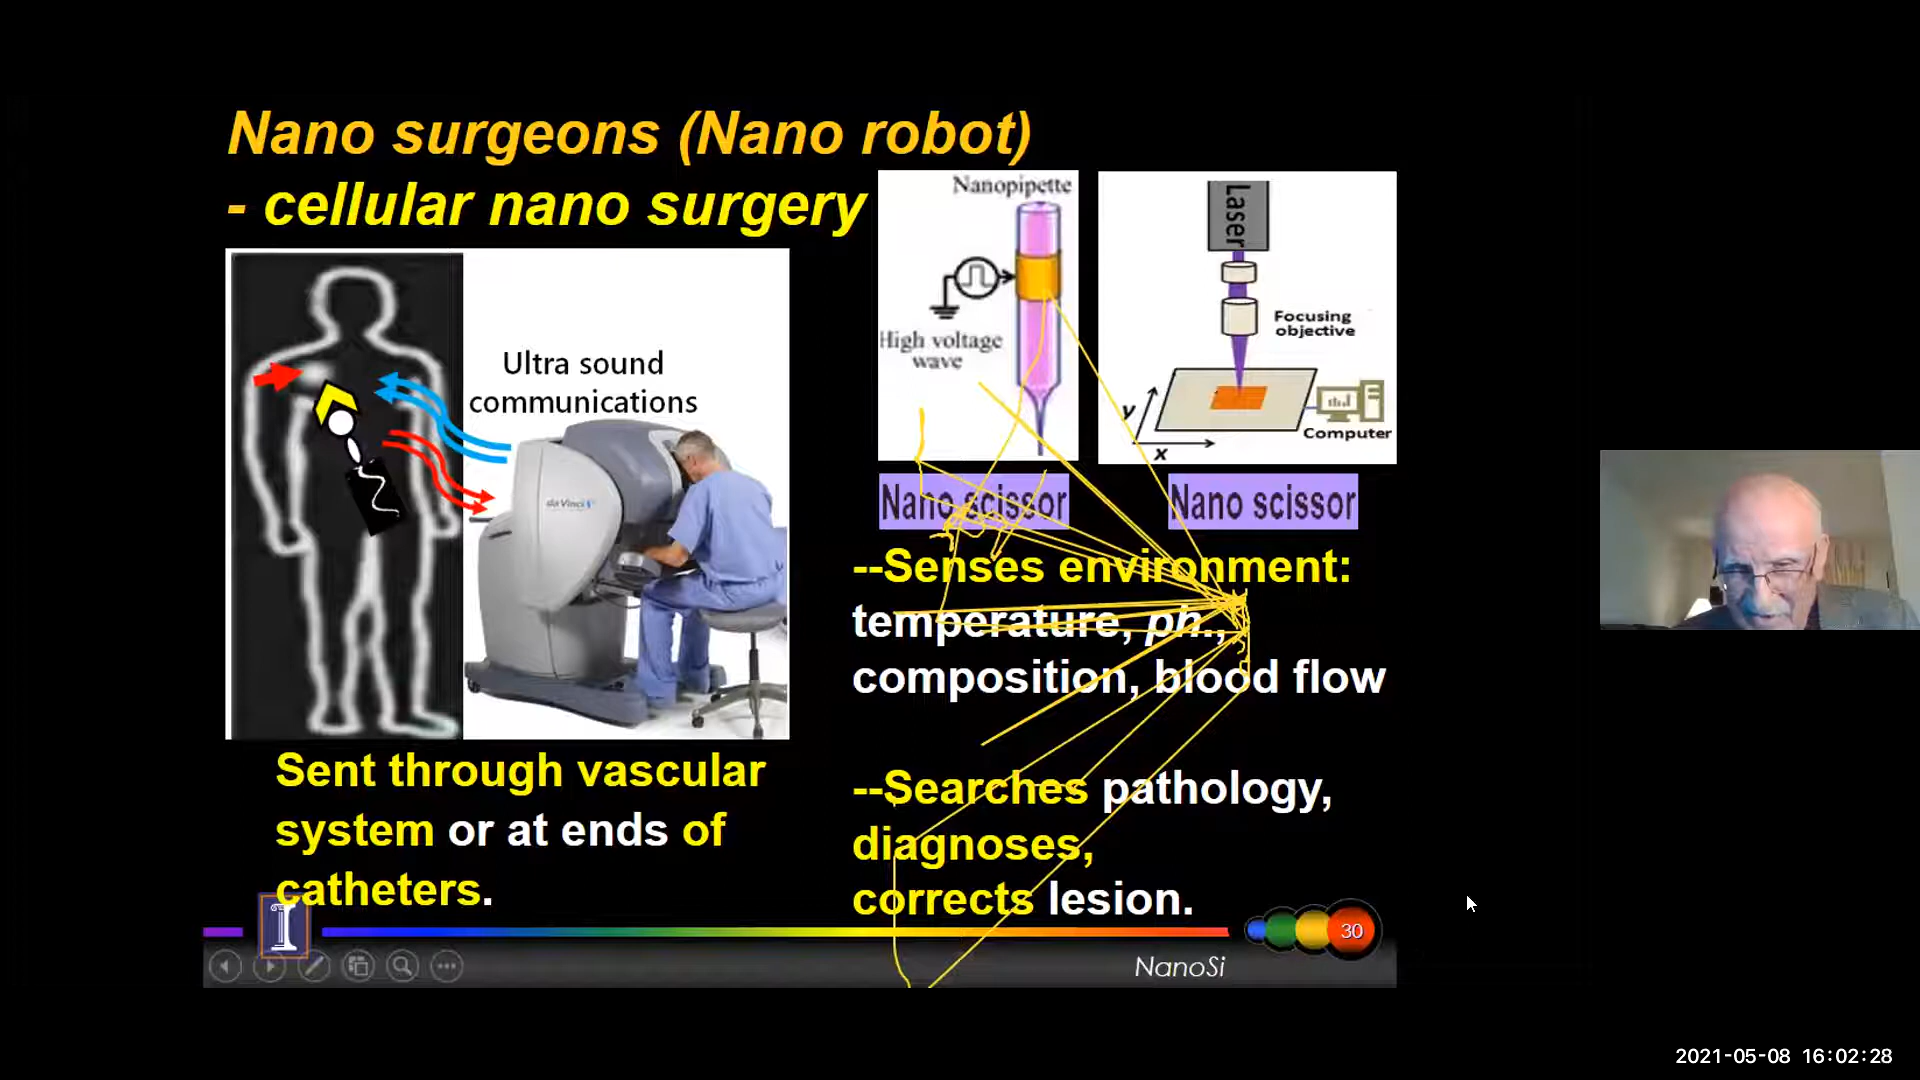 Nano surgeons (Nano robot)
- cellular nano surgery
Ultra sound
communications
da Vinci
Sent through vascular
system or at ends of
catheters.
Nanopipette
High voltage
wave
Nano scissor
Laser
Focusing
objective
y
x
Computer
Nano scissor
--Senses environment:
temperature, ph.,
composition, blood flow
--Searches pathology,
diagnoses,
corrects lesion.
I
30
NanoSi
2021-05-08 16:02:28